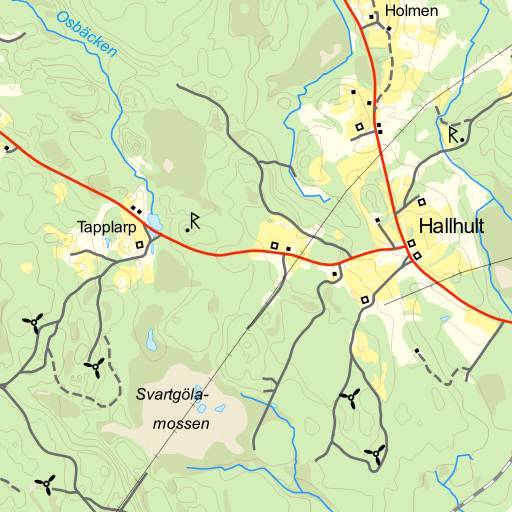 Holmen
Osbäcken
R
Tapplarp
R
Hallhult
Svartgöla-
mossen